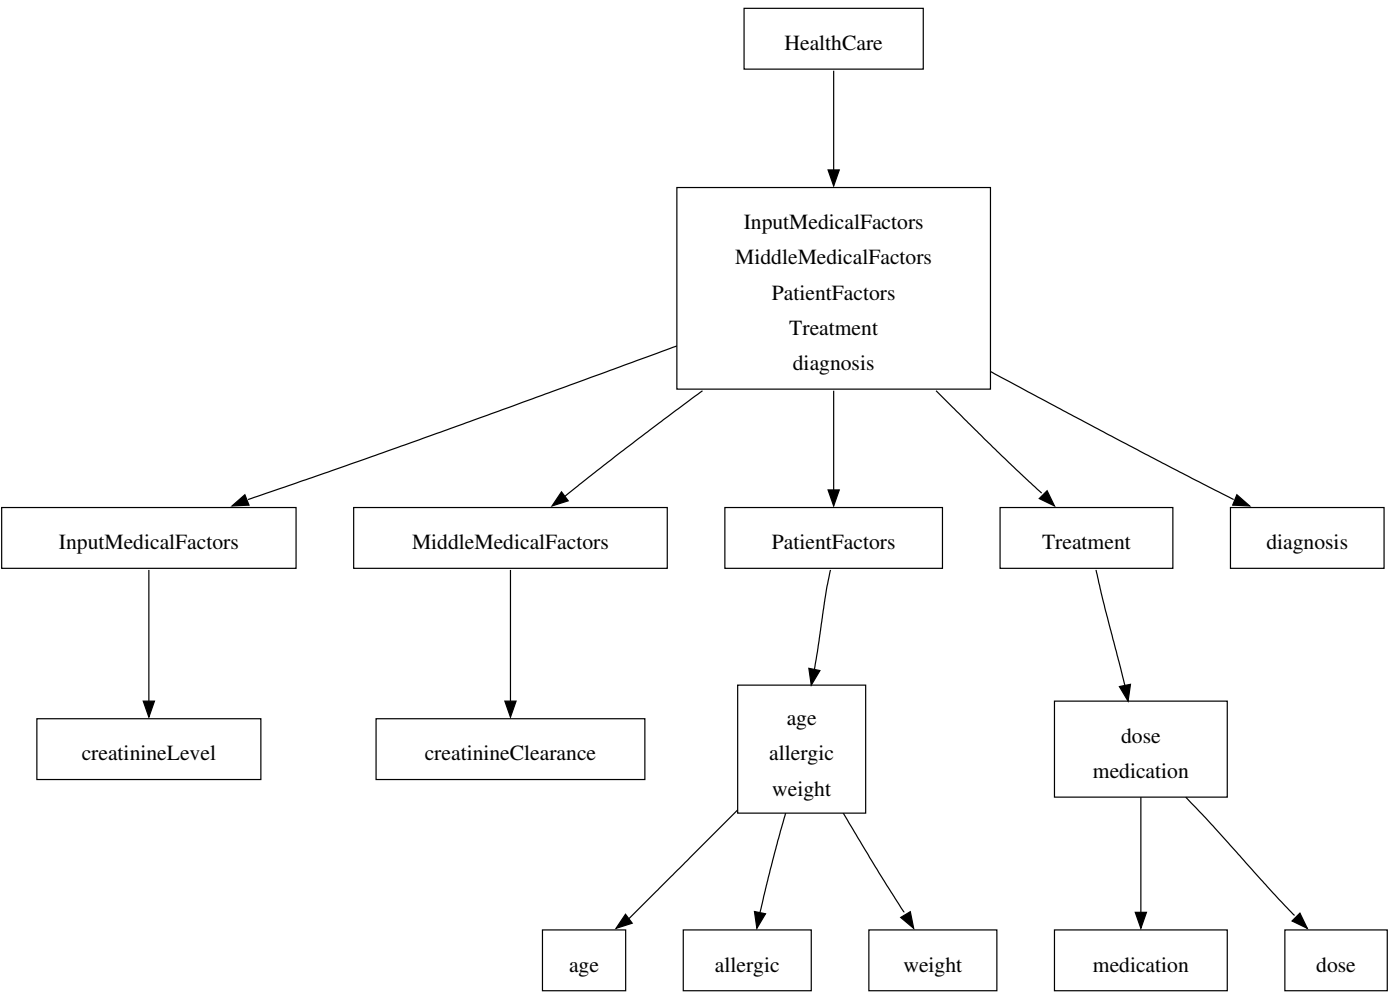 HealthCare
InputMedicalFactors
MiddleMedicalFactors
PatientFactors
Treatment
diagnosis
InputMedicalFactors
MiddleMedicalFactors
PatientFactors
Treatment
diagnosis
creatinineLevel
creatinineClearance
age
allergic
weight
dose
medication
age
allergic
weight
medication
dose